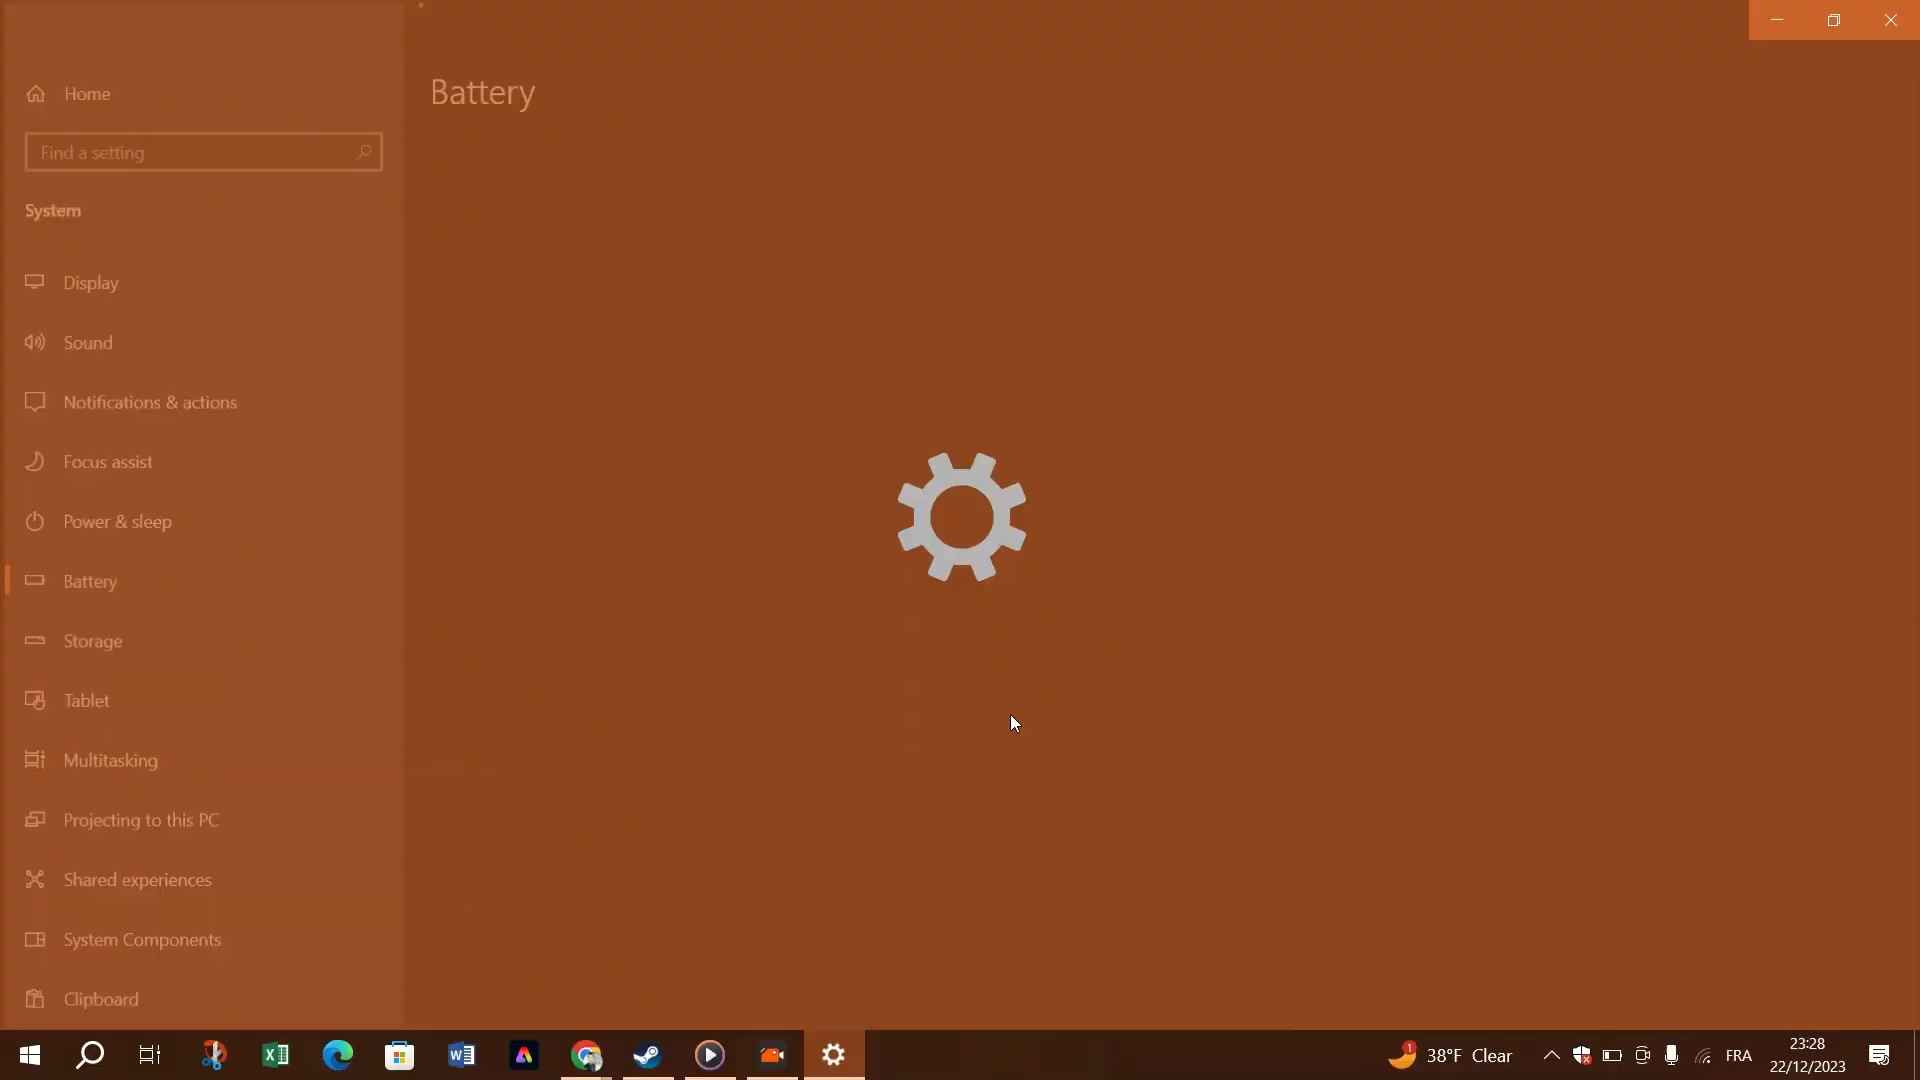 Home
Battery
Find a setting
System
Display
Sound
Notifications & actions
Focus assist
Power & sleep
Battery
Storage
Tablet
Multitasking
Projecting to this PC
Shared experiences
System Components
Clipboard
1
38°F Clear
FRA
23:28
22/12/2023